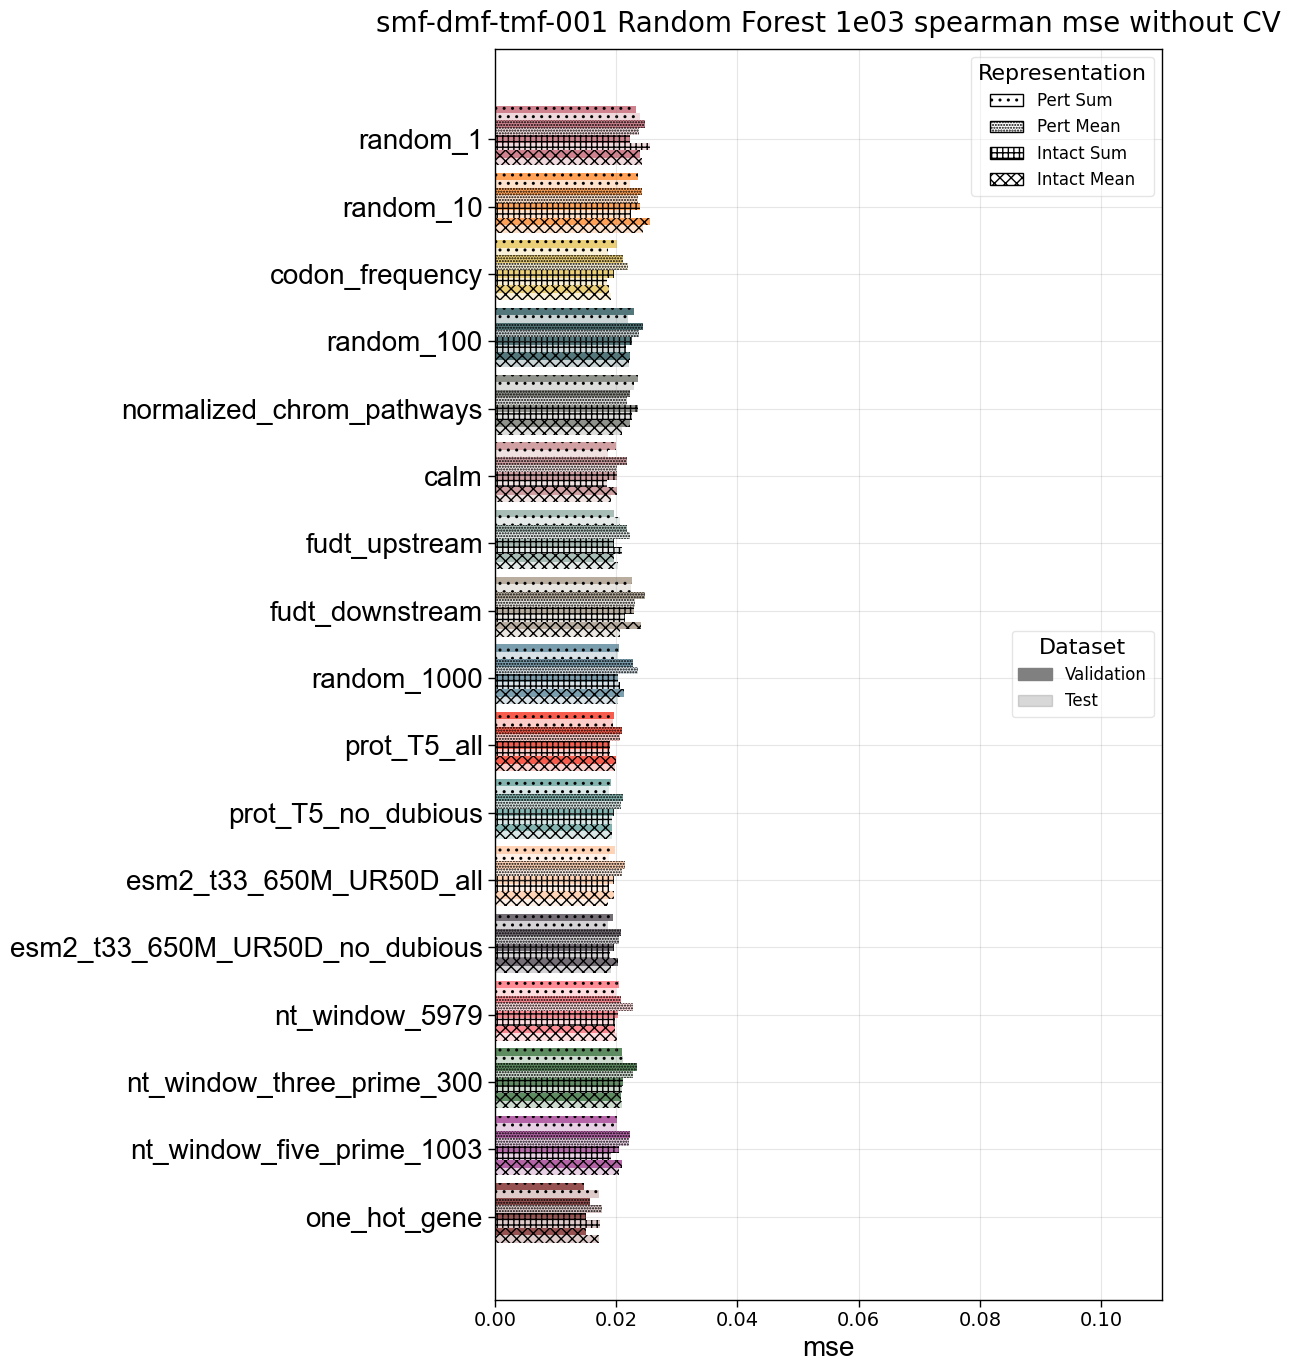 smf-dmf-tmf-001 Random Forest 1e03 spearman mse without CV
Representation
Pert Sum
Pert Mean
Intact Sum
Intact Mean
random_1
random_10
codon_frequency
random_100
normalized_chrom_pathways
calm
fudt_upstream
fudt_downstream
Dataset
Validation
Test
random_1000
prot_T5_all
prot_T5_no_dubious
esm2_t33_650M_UR50D_all
esm2_t33_650M_UR50D_no_dubious
nt_window_5979
nt_window_three_prime_300
nt_window_five_prime_1003
one_hot_gene
0.00 0.02 0.04 0.06 0.08 0.10
mse